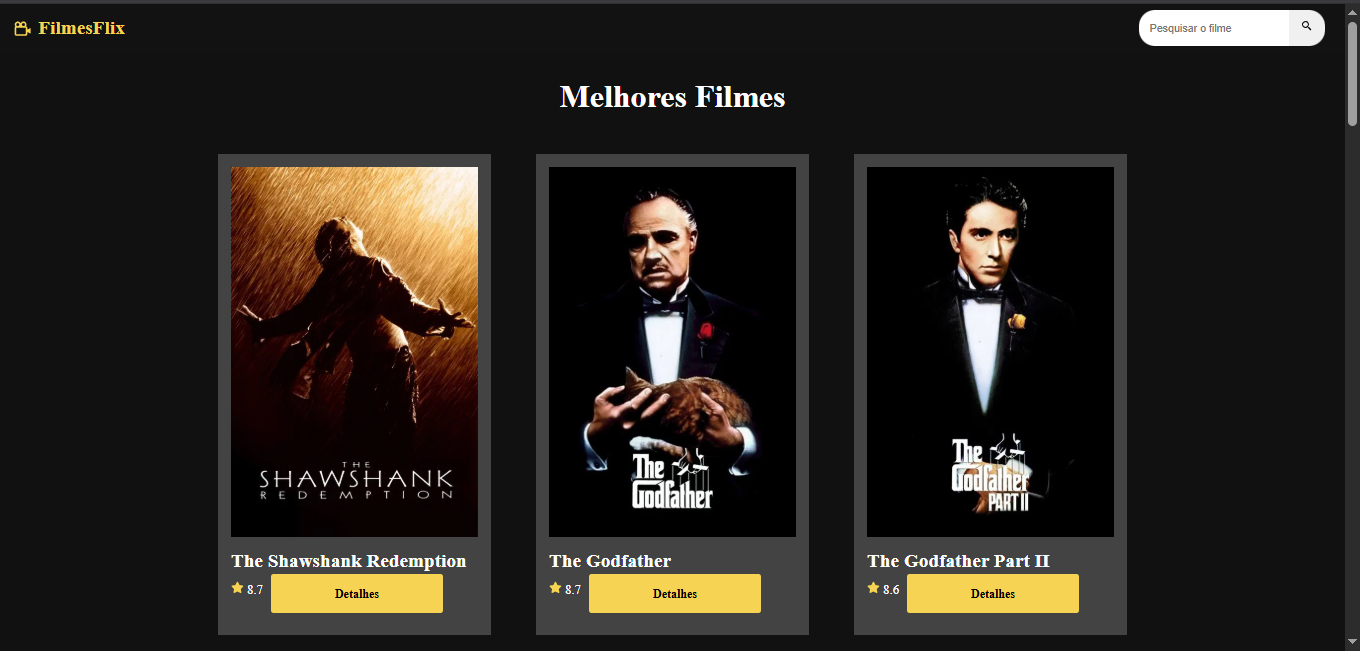 FilmesFlix
Pesquisar o filme
Melhores Filmes
THE
SHAWSHANK
REDEMPTION
The
Godfather
The
Godfather
PART II
The Shawshank Redemption
The Godfather
The Godfather Part II
8.7
Detalhes
8.7
Detalhes
8.6
Detalhes